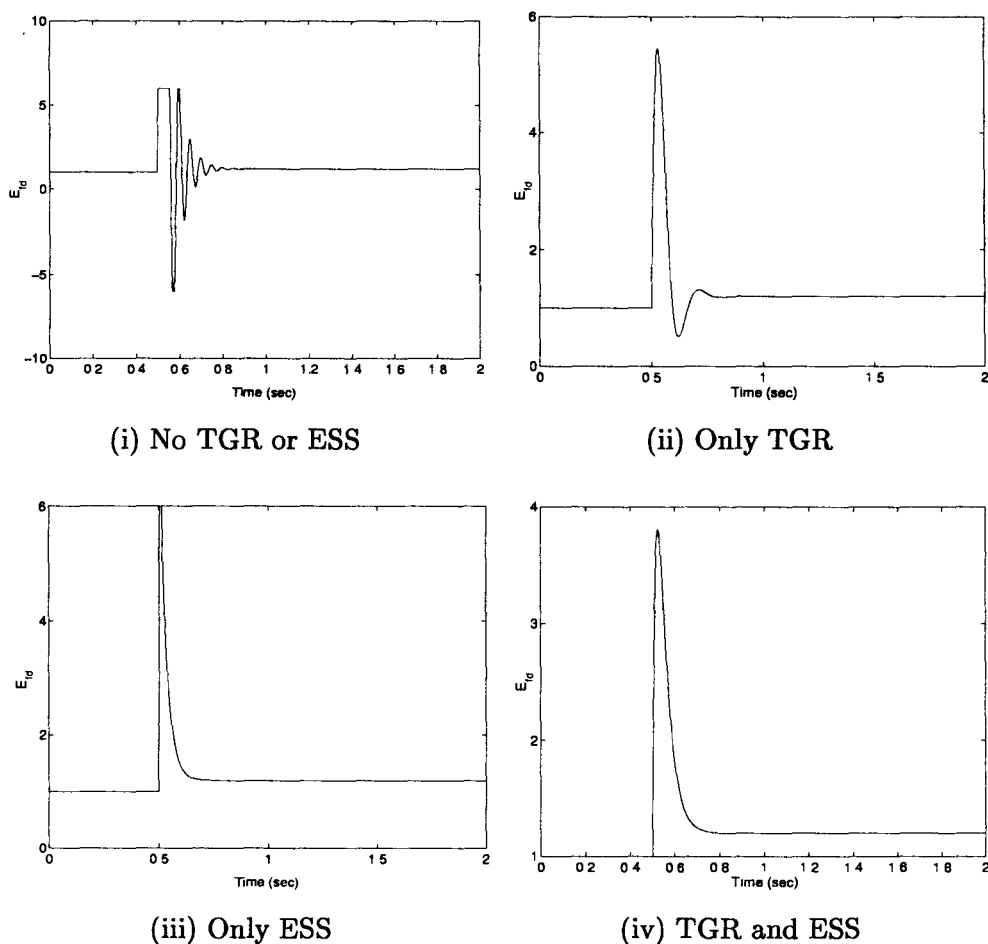 10
5
0
-5
-10
E_fd
0 0 2 0 4 0 6 0 8 1 1 2 1 4 1 6 1 8 2
Time (sec)
(i) No TGR or ESS
6
4
2
0
E_fd
0 0 5 1 1 5 2
Time (sec)
(ii) Only TGR
6
4
2
0
E_fd
0 0 5 1 1 5 2
Time (sec)
(iii) Only ESS
4
3
2
1
E_fd
0 0 2 0 4 0 6 0 8 1 1 2 1 4 1 6 1 8 2
Time (sec)
(iv) TGR and ESS